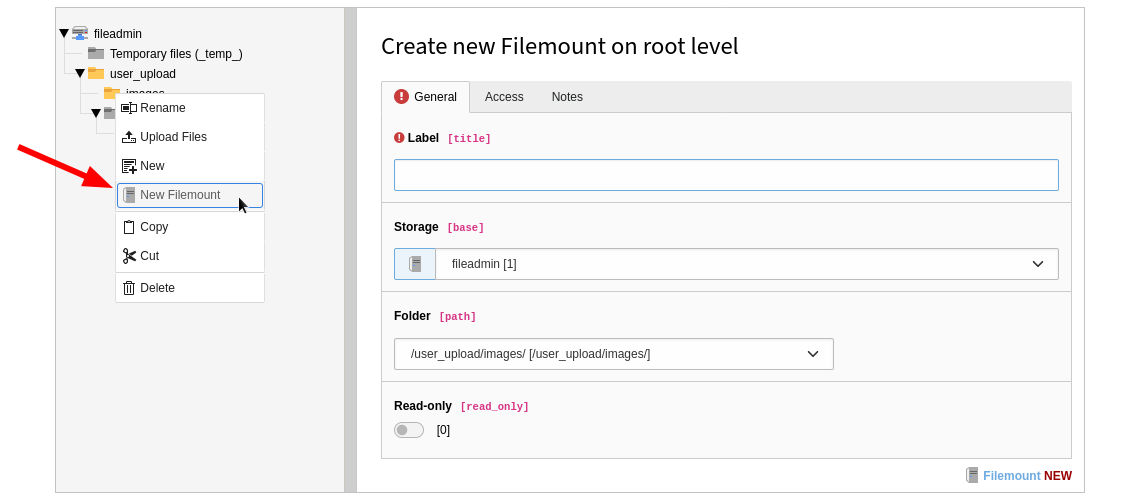 fileadmin
Temporary files (_temp_)
user_upload
images
Rename
Upload Files
New
New Filemount
Copy
Cut
Delete
Create new Filemount on root level
General Access Notes
Label [title]
Storage [base]
fileadmin [1]
Folder [path]
/user_upload/images/ [/user_upload/images/]
Read-only [read_only]
[0]
Filemount NEW